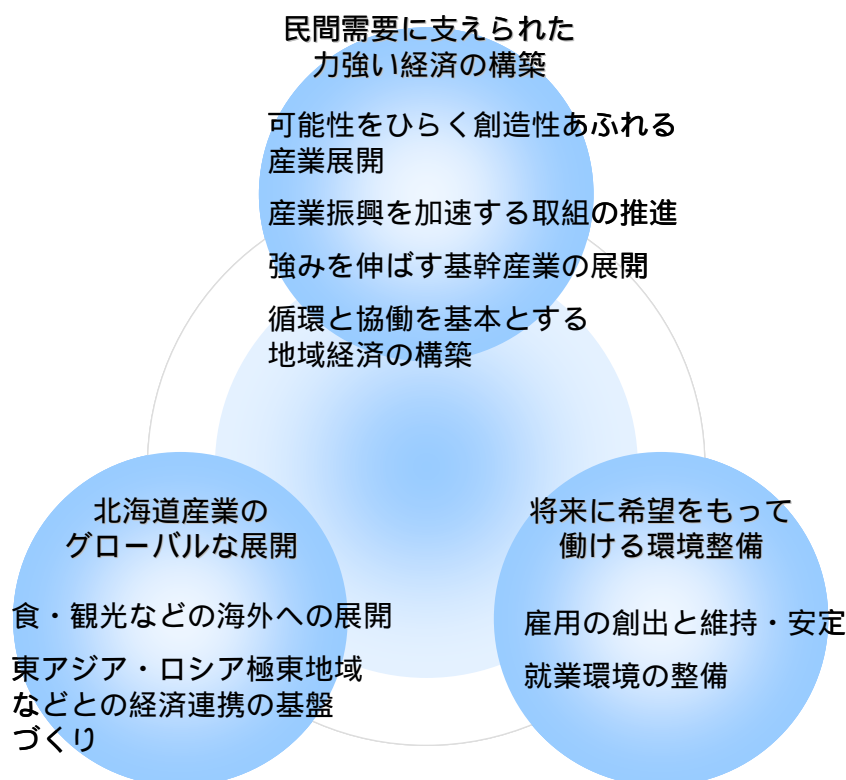 民間需要に支えられた
力強い経済の構築
可能性をひらく創造性あふれる
産業展開
産業振興を加速する取組の推進
強みを伸ばす基幹産業の展開
循環と協働を基本とする
地域経済の構築
北海道産業の
グローバルな展開
食・観光などの海外への展開
東アジア・ロシア極東地域
などとの経済連携の基盤
づくり
将来に希望をもって
働ける環境整備
雇用の創出と維持・安定
就業環境の整備